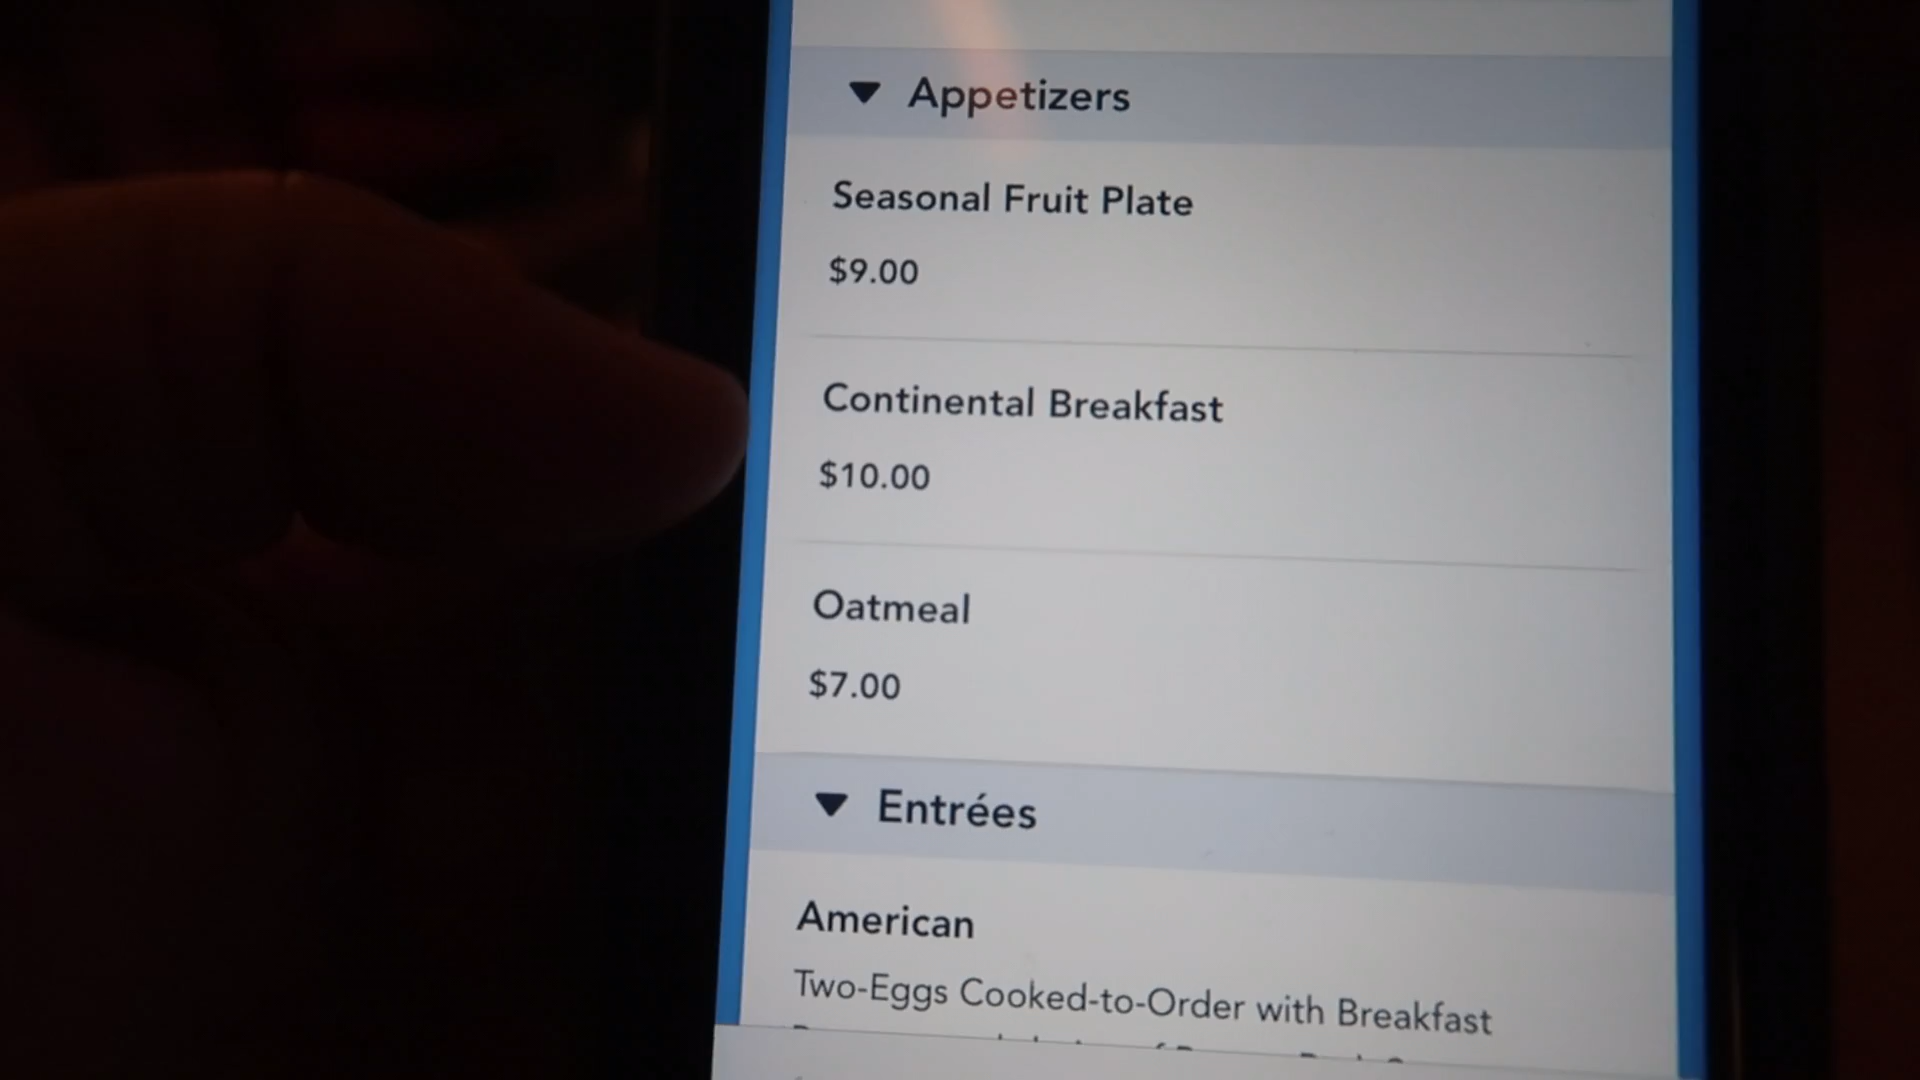 Appetizers
Seasonal Fruit Plate
$9.00
Continental Breakfast
$10.00
Oatmeal
$7.00
Entrées
American
Two-Eggs Cooked-to-Order with Breakfast